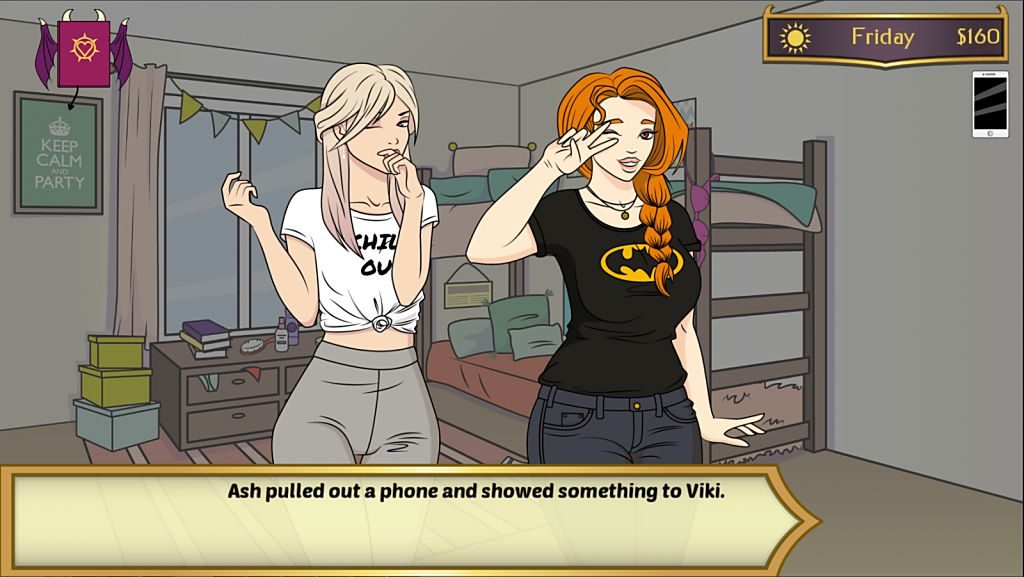 Friday $160
KEEP
CALM
AND
PARTY
CHIL
OU
Ash pulled out a phone and showed something to Viki.